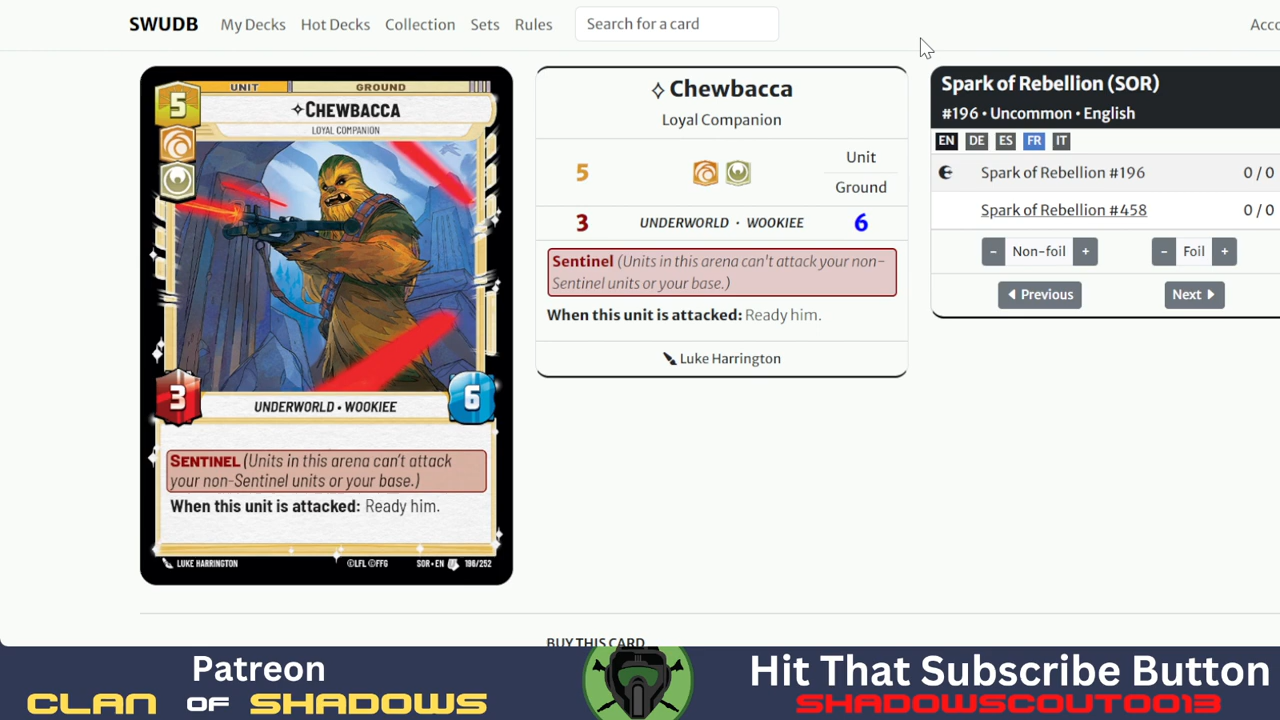 SWUDB My Decks Hot Decks Collection Sets Rules Search for a card Acco
UNIT GROUND
5
CHEWBACCA
LOYAL COMPANION
3 6
UNDERWORLD • WOOKIEE
SENTINEL (Units in this arena can't attack
your non-Sentinel units or your base.)
When this unit is attacked: Ready him.
LUKE HARRINGTON ©LFL ©FFG SOR • EN 196/252
Chewbacca
Loyal Companion
5 Unit
Ground
3 UNDERWORLD · WOOKIEE 6
Sentinel (Units in this arena can't attack your non-
Sentinel units or your base.)
When this unit is attacked: Ready him.
Luke Harrington
Spark of Rebellion (SOR)
#196 • Uncommon • English
EN DE ES FR IT
Spark of Rebellion #196 0 / 0
Spark of Rebellion #458 0 / 0
- Non-foil + - Foil +
Previous Next
BUY THIS CARD
Patreon
CLAN OF SHADOWS
Hit That Subscribe Button
SHADOWSCOUT0013